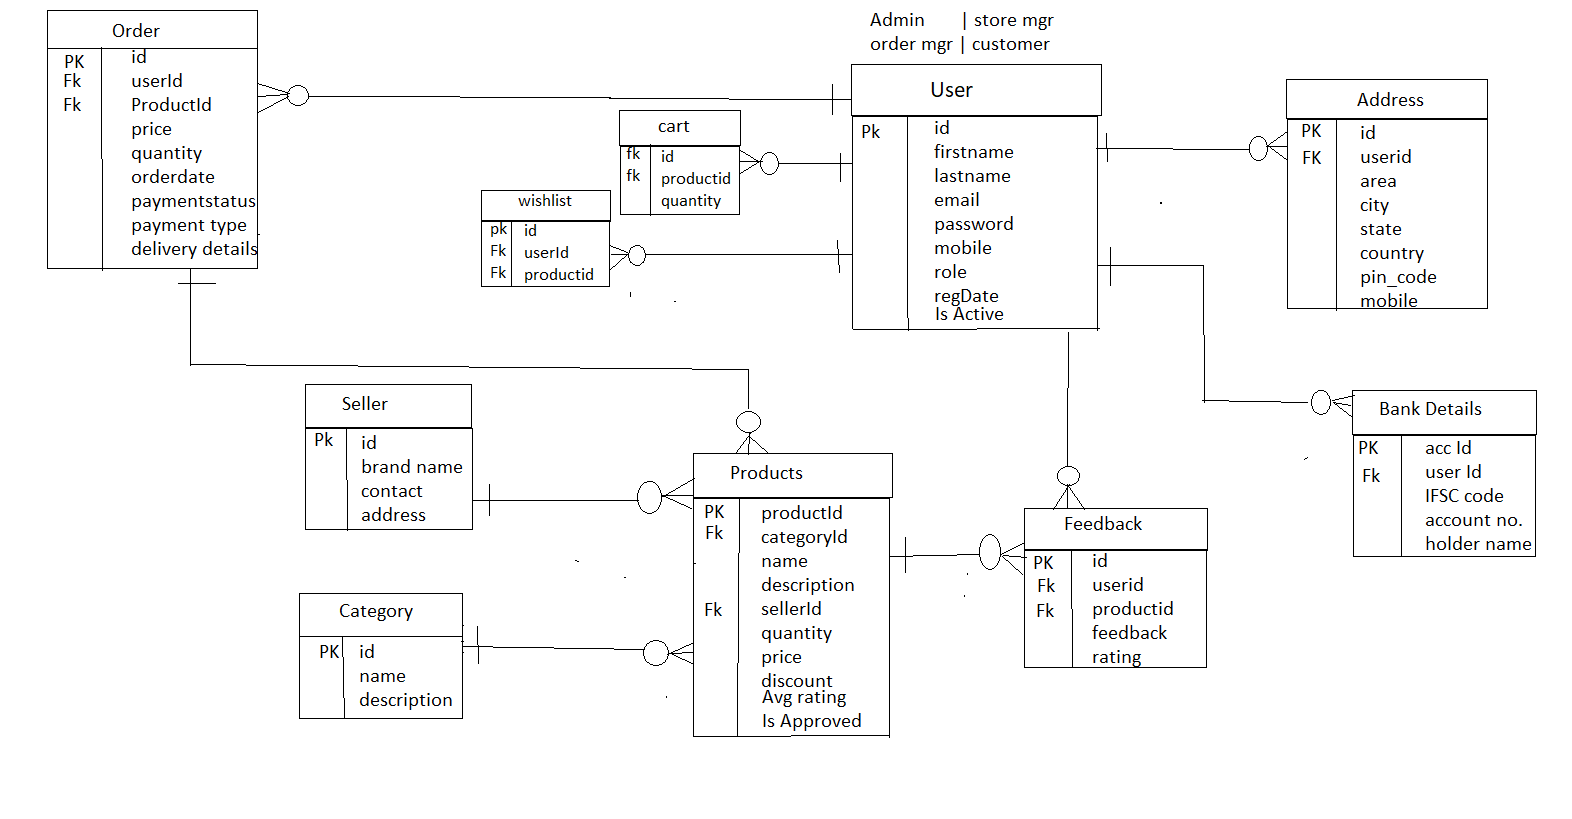 Admin | store mgr
order mgr | customer
Order
PK id
Fk userId
Fk ProductId
price
quantity
orderdate
paymentstatus
payment type
delivery details
cart
fk id
fk productid
quantity
wishlist
pk id
Fk userId
Fk productid
User
Pk id
firstname
lastname
email
password
mobile
role
regDate
Is Active
Address
PK id
FK userid
area
city
state
country
pin_code
mobile
Seller
Pk id
brand name
contact
address
Category
PK id
name
description
Products
PK productId
Fk categoryId
name
description
Fk sellerId
quantity
price
discount
Avg rating
Is Approved
Feedback
PK id
Fk userid
Fk productid
feedback
rating
Bank Details
PK acc Id
Fk user Id
IFSC code
account no.
holder name